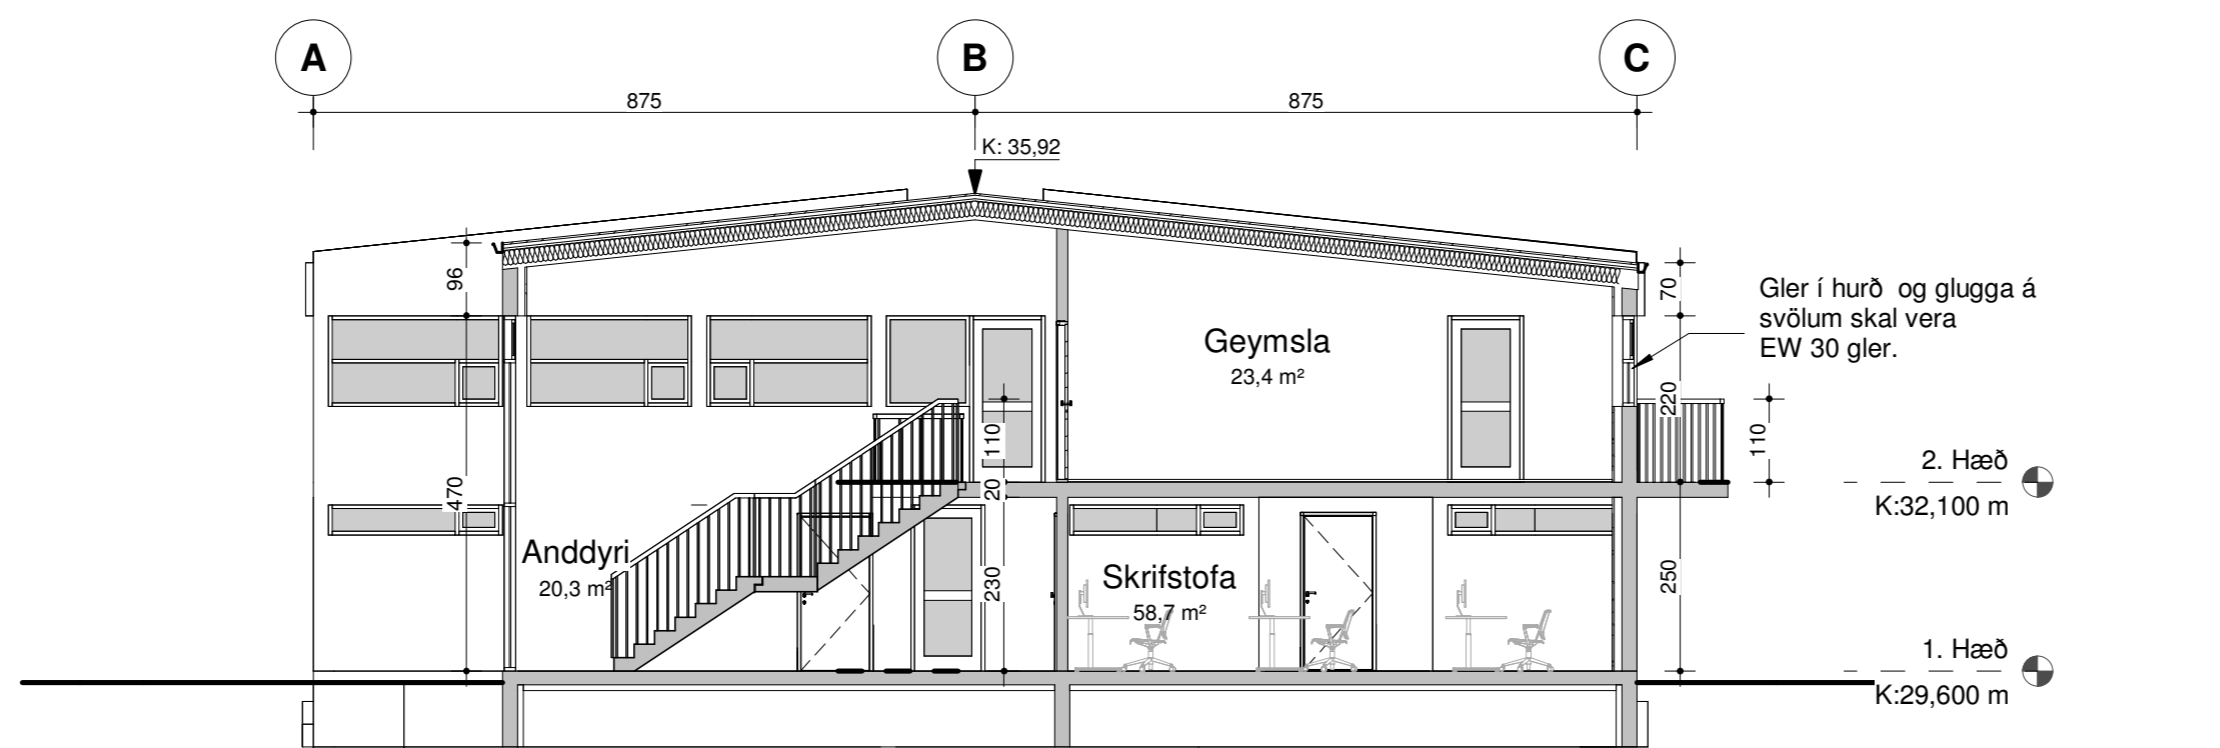 A
B
C
875
875
K: 35,92
96
70
Gler í hurð og glugga á
svölum skal vera
EW 30 gler.
Geymsla
23,4 m²
220
110
110
2. Hæð
K:32,100 m
470
20
Anddyri
20,3 m²
230
Skrifstofa
58,7 m²
250
1. Hæð
K:29,600 m